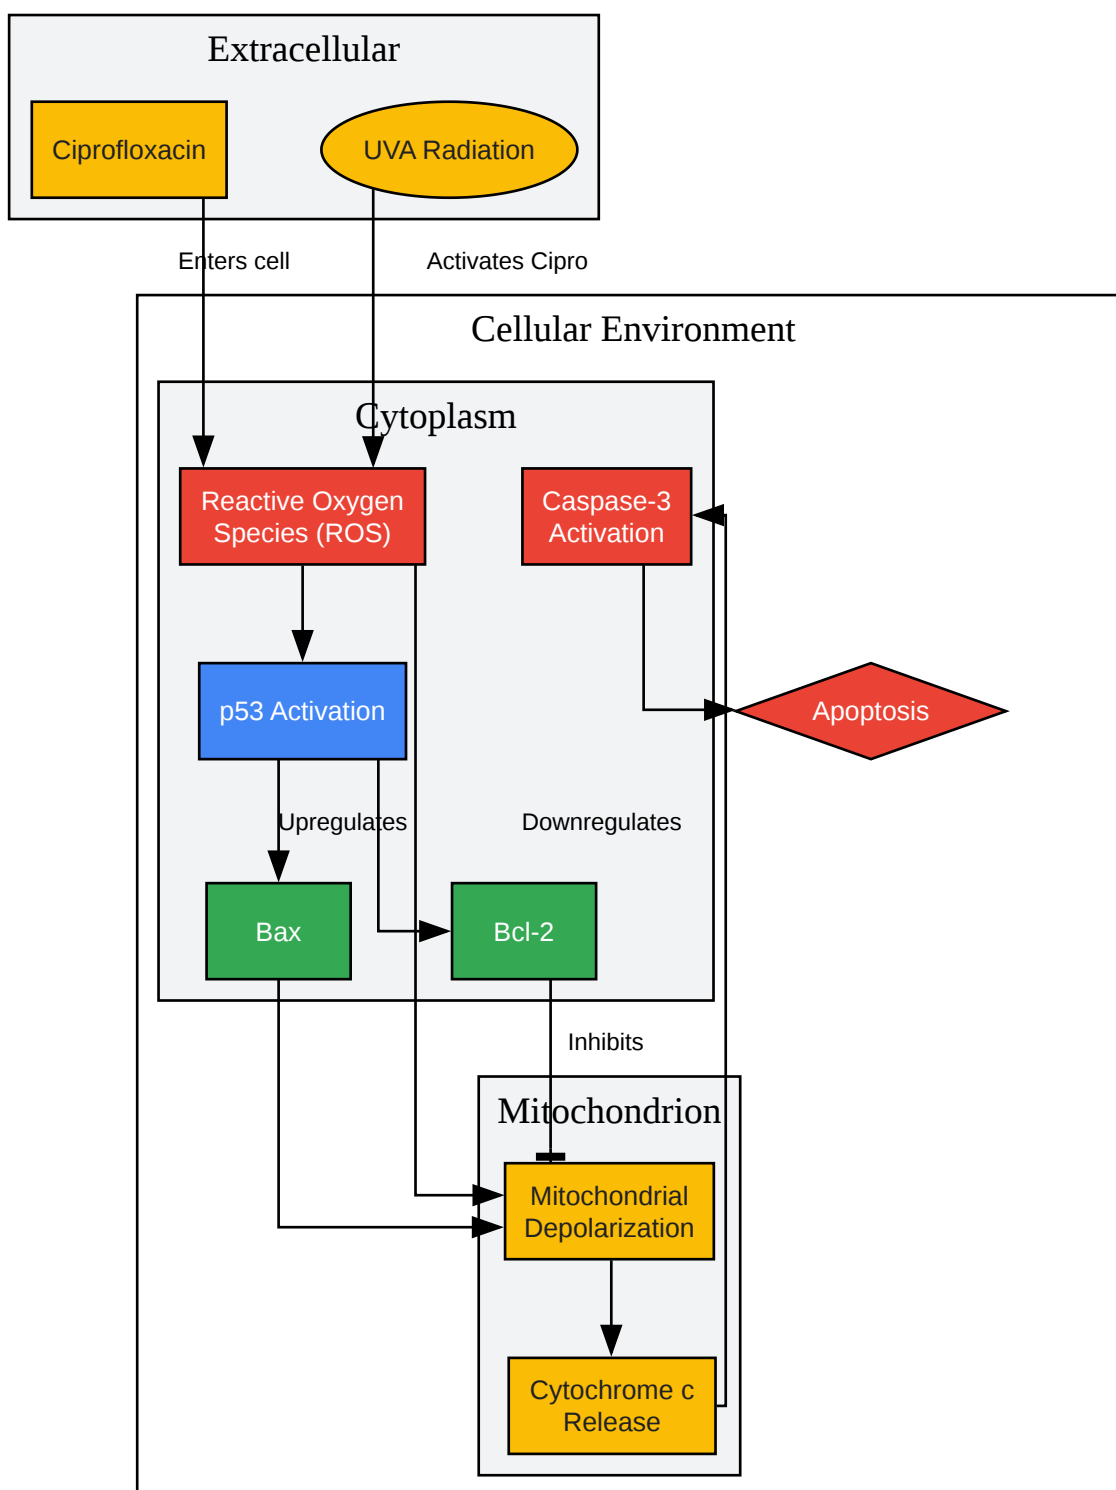 Extracellular
Ciprofloxacin
UVA Radiation
Enters cell
Activates Cipro
Cellular Environment
Cytoplasm
Reactive Oxygen
Species (ROS)
Caspase-3
Activation
p53 Activation
Apoptosis
Upregulates
Downregulates
Bax
Bcl-2
Inhibits
Mitochondrion
Mitochondrial
Depolarization
Cytochrome c
Release